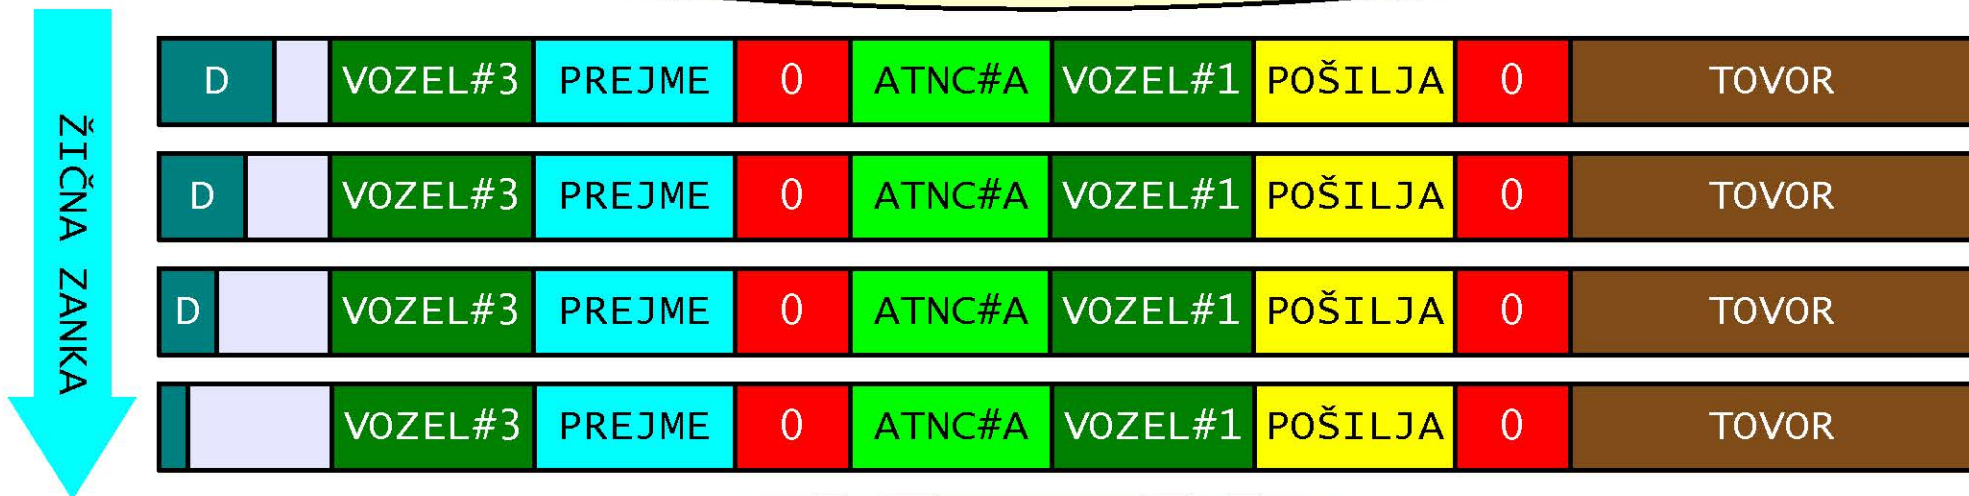 ŽIČNA ZANKA
D VOZEL#3 PREJME 0 ATNC#A VOZEL#1 POŠILJA 0 TOVOR
D VOZEL#3 PREJME 0 ATNC#A VOZEL#1 POŠILJA 0 TOVOR
D VOZEL#3 PREJME 0 ATNC#A VOZEL#1 POŠILJA 0 TOVOR
VOZEL#3 PREJME 0 ATNC#A VOZEL#1 POŠILJA 0 TOVOR